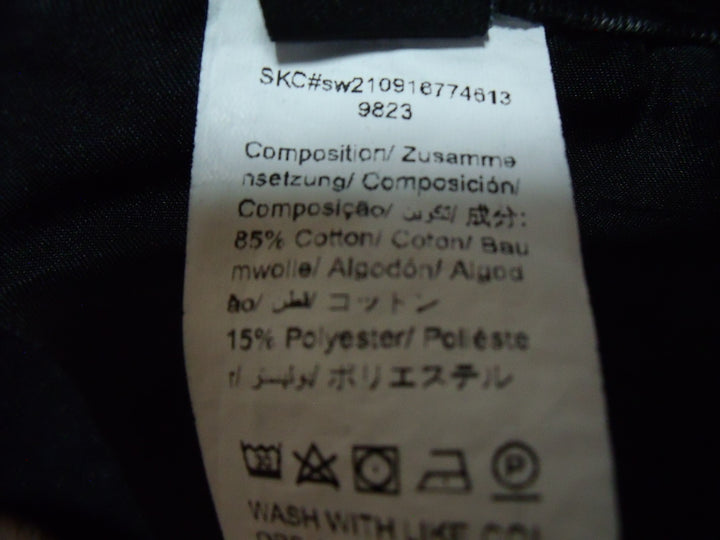 SKC#sw210916774613
9823
Composition/ Zusamme
nsetzung/ Composición/
Composição/ التكوين/ 成分:
85% Cotton/ Coton/ Bau
mwolle/ Algodón/ Algod
ão/ القطن/ コットン
15% Polyester/ Poliéste
r/ بوليستر/ ポリエステル
WASH WITH LIKE COL